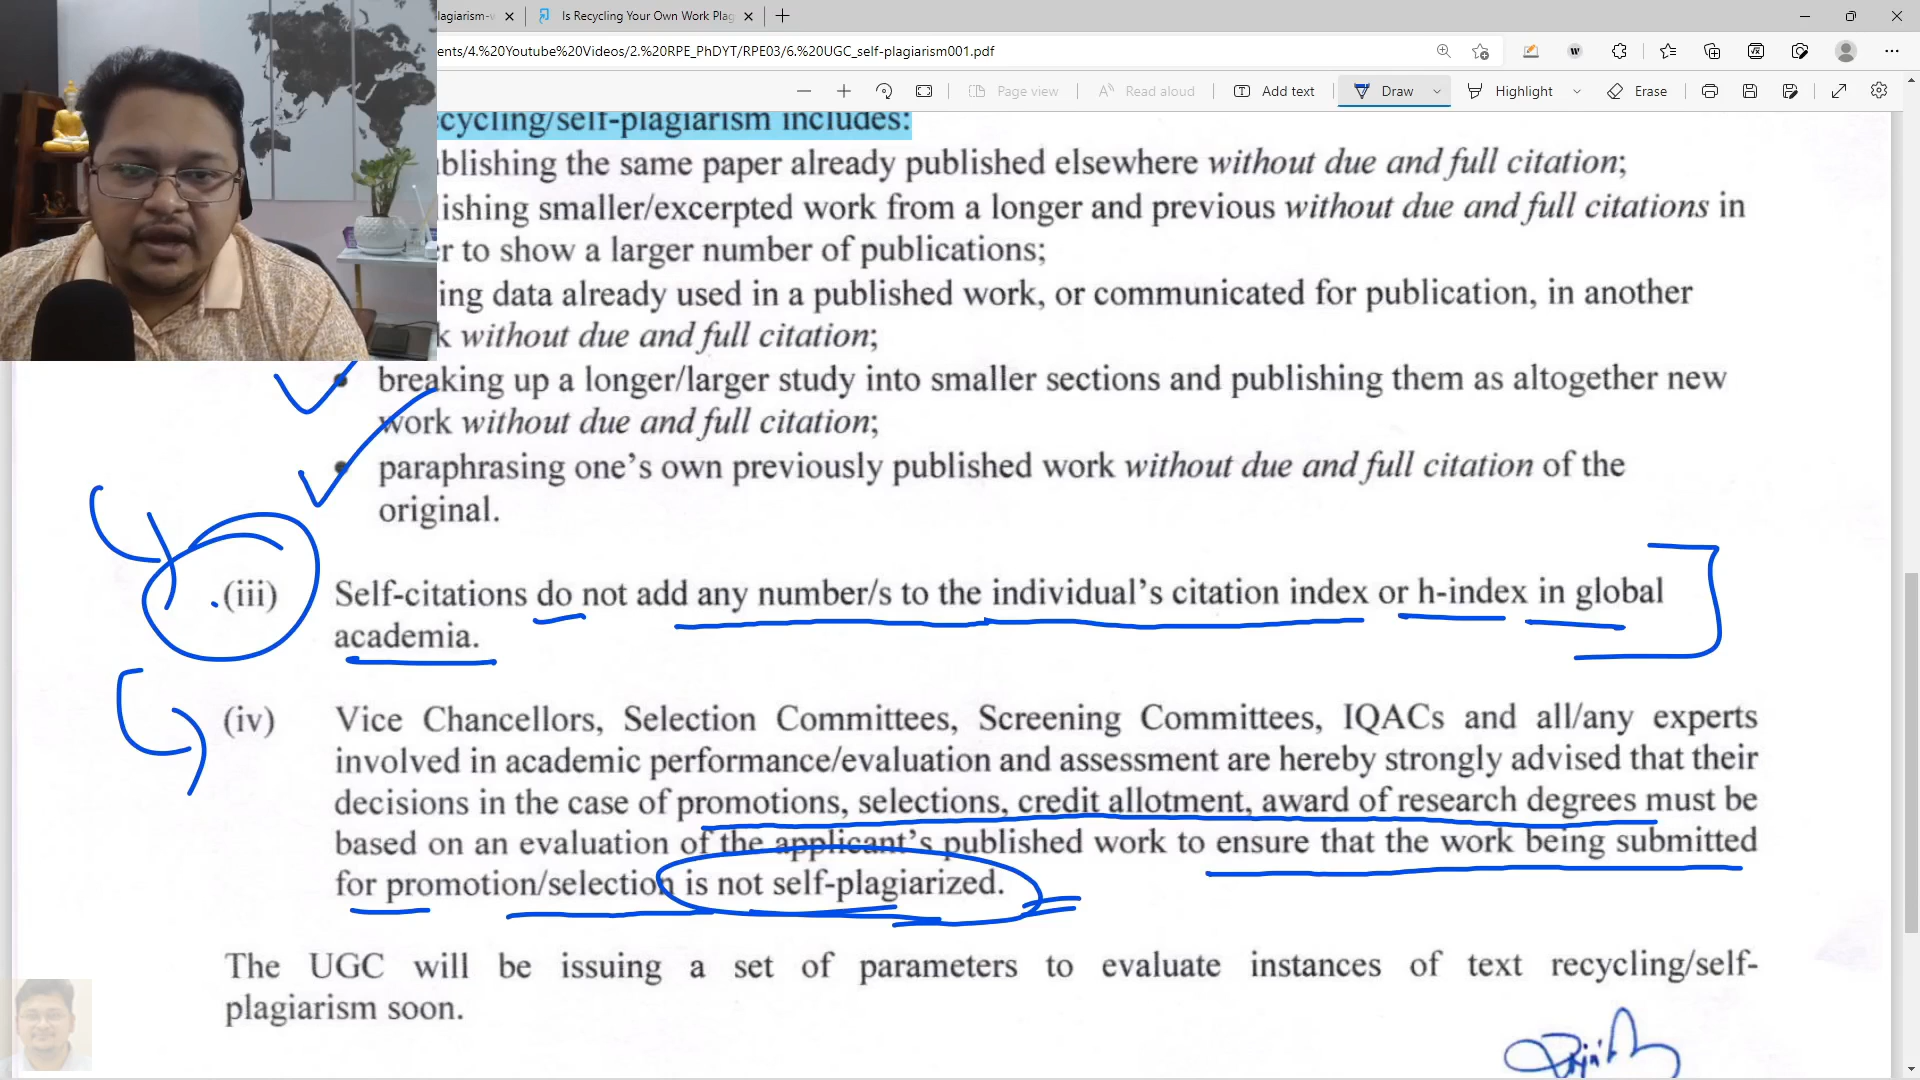 lagiarism-v
Is Recycling Your Own Work Plag
ents/4.%20Youtube%20Videos/2.%20RPE_PhDYT/RPE03/6.%20UGC_self-plagiarism001.pdf
Page view
Read aloud
Add text
Draw
Highlight
Erase
ecycling/self-plagiarism includes:
blishing the same paper already published elsewhere without due and full citation;
lishing smaller/excerpted work from a longer and previous without due and full citations in
r to show a larger number of publications;
ing data already used in a published work, or communicated for publication, in another
k without due and full citation;
• breaking up a longer/larger study into smaller sections and publishing them as altogether new
work without due and full citation;
• paraphrasing one's own previously published work without due and full citation of the
original.
.(iii) Self-citations do not add any number/s to the individual's citation index or h-index in global
academia.
(iv) Vice Chancellors, Selection Committees, Screening Committees, IQACs and all/any experts
involved in academic performance/evaluation and assessment are hereby strongly advised that their
decisions in the case of promotions, selections, credit allotment, award of research degrees must be
based on an evaluation of the applicant's published work to ensure that the work being submitted
for promotion/selection is not self-plagiarized.
The UGC will be issuing a set of parameters to evaluate instances of text recycling/self-
plagiarism soon.